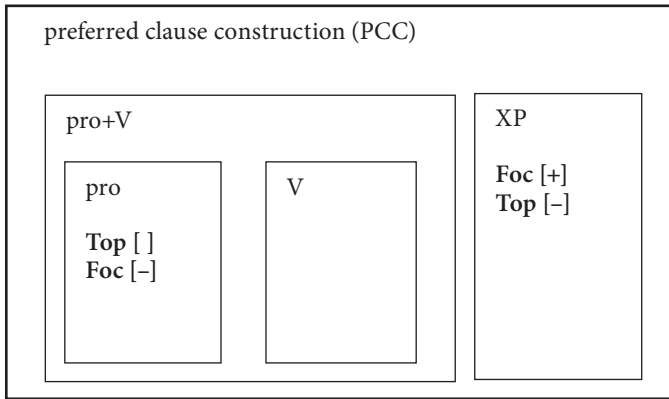 preferred clause construction (PCC)
pro+V
pro
Top [ ]
Foc [–]
V
XP
Foc [+]
Top [–]